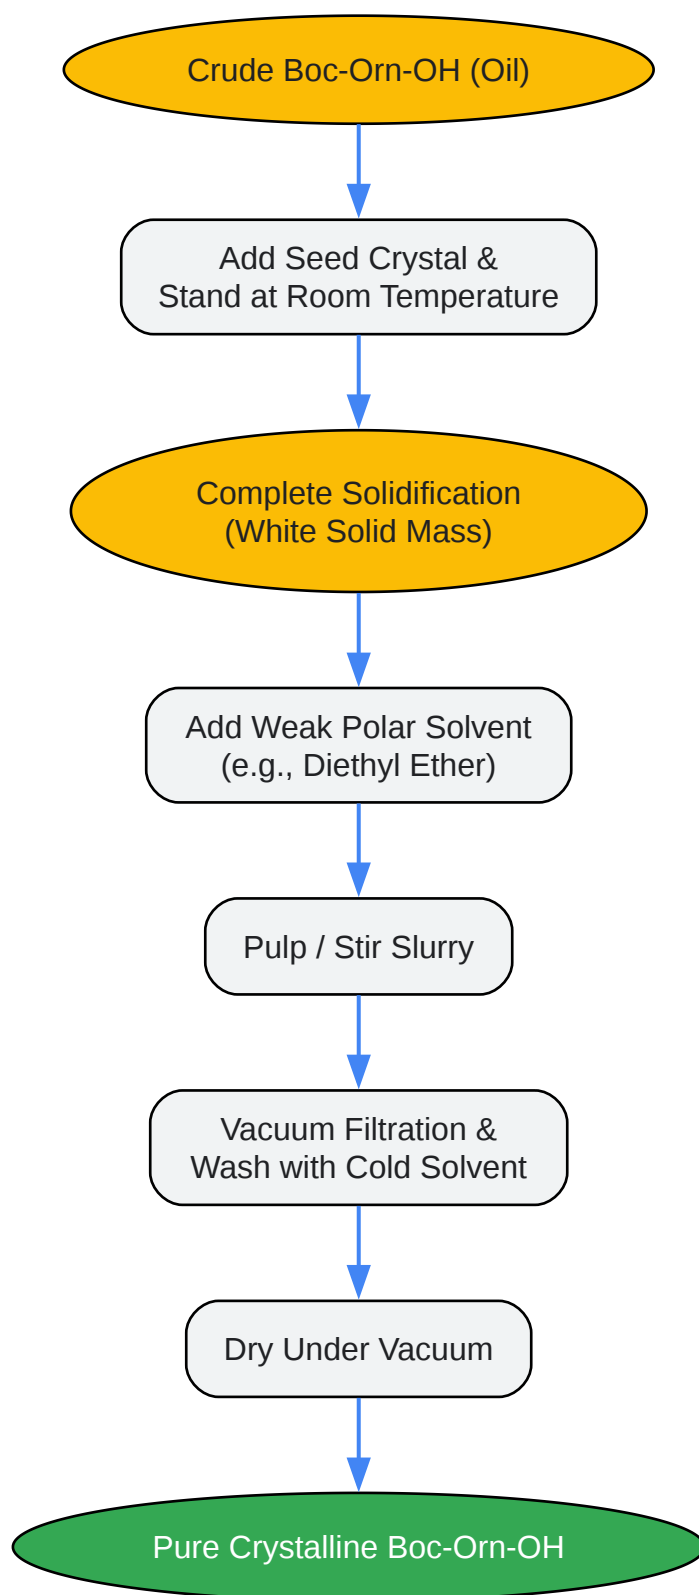 Crude Boc-Orn-OH (Oil)
Add Seed Crystal &
Stand at Room Temperature
Complete Solidification
(White Solid Mass)
Add Weak Polar Solvent
(e.g., Diethyl Ether)
Pulp / Stir Slurry
Vacuum Filtration &
Wash with Cold Solvent
Dry Under Vacuum
Pure Crystalline Boc-Orn-OH